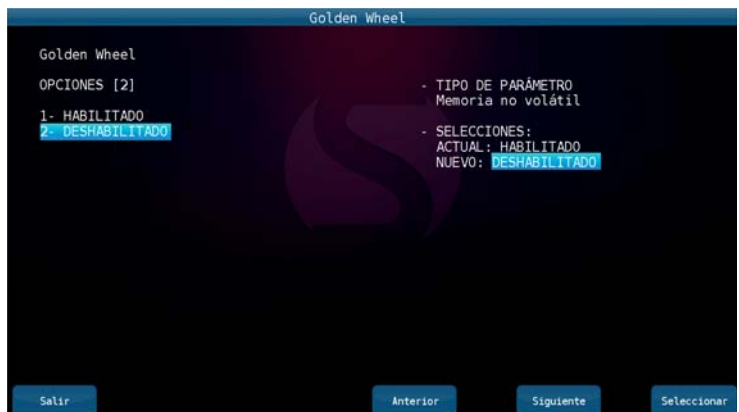 Golden Wheel
Golden Wheel
OPCIONES [2]
1- HABILITADO
2- DESHABILITADO
- TIPO DE PARÁMETRO
Memoria no volátil
- SELECCIONES:
ACTUAL: HABILITADO
NUEVO: DESHABILITADO
Salir
Anterior
Siguiente
Seleccionar